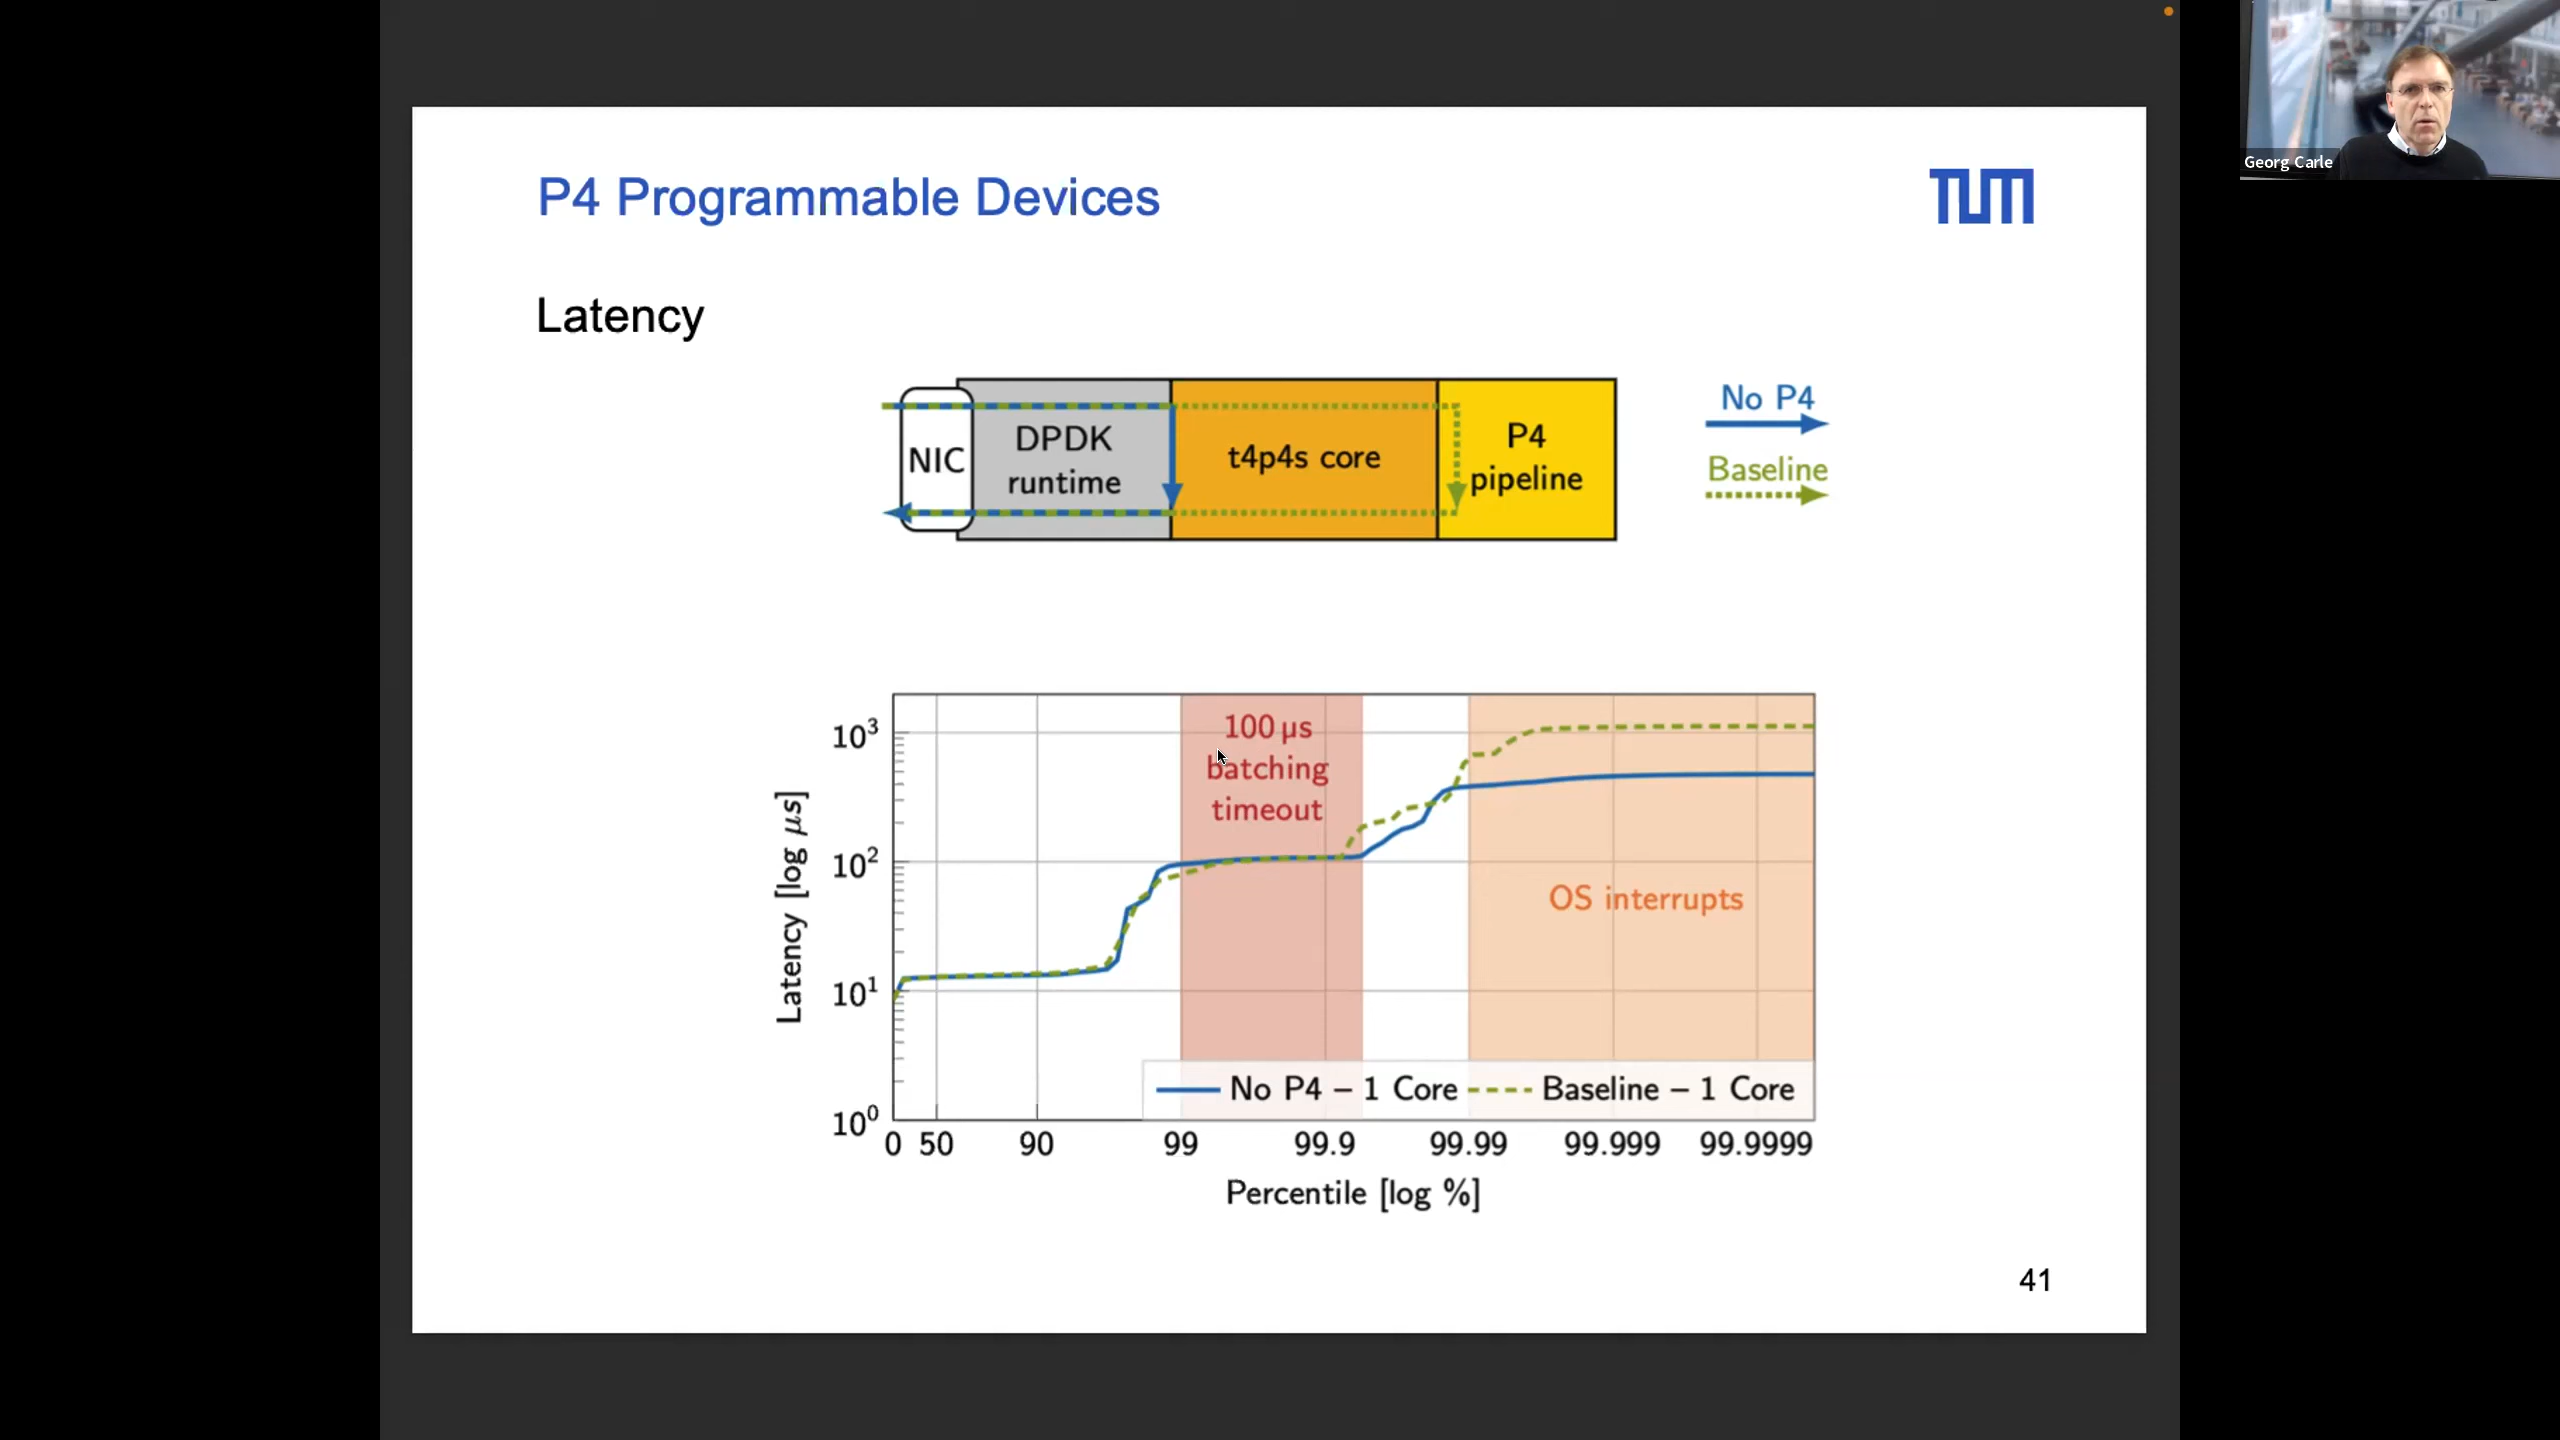 Georg Carle
P4 Programmable Devices
TUM
Latency
NIC
DPDK
runtime
t4p4s core
P4
pipeline
No P4
Baseline
100 µs
batching
timeout
OS interrupts
Latency [log µs]
10³
10²
10¹
10⁰
No P4 – 1 Core
Baseline – 1 Core
0 50 90 99 99.9 99.99 99.999 99.9999
Percentile [log %]
41